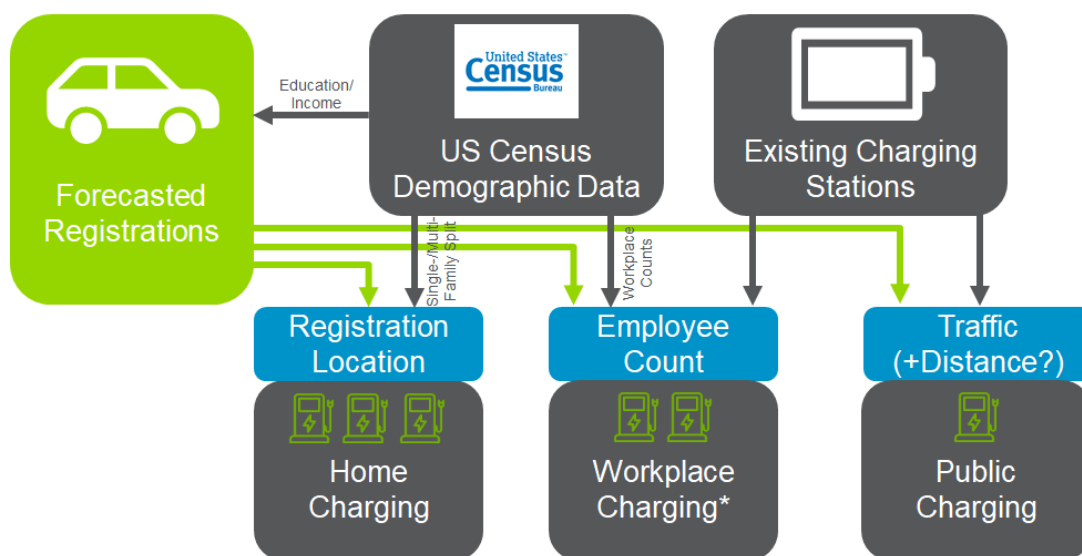 United States™
Census
Bureau
Education/
Income
US Census
Demographic Data
Existing Charging
Stations
Forecasted
Registrations
Single-/Multi-
Family Split
Workplace
Counts
Registration
Location
Employee
Count
Traffic
(+Distance?)
Home
Charging
Workplace
Charging*
Public
Charging